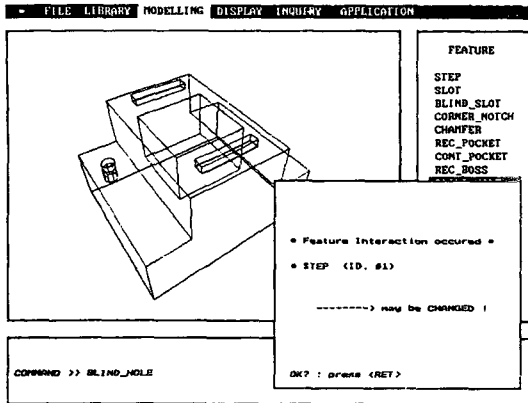 FILE LIBRARY MODELLING DISPLAY INQUIRY APPLICATION
FEATURE
STEP
SLOT
BLIND_SLOT
CORNER_NOTCH
CHAMFER
REC_POCKET
CONT_POCKET
REC_BOSS
* Feature Interaction occured *
* STEP (ID. #1)
--------> may be CHANGED !
OK? : press <RET>
COMMAND >> BLIND_HOLE